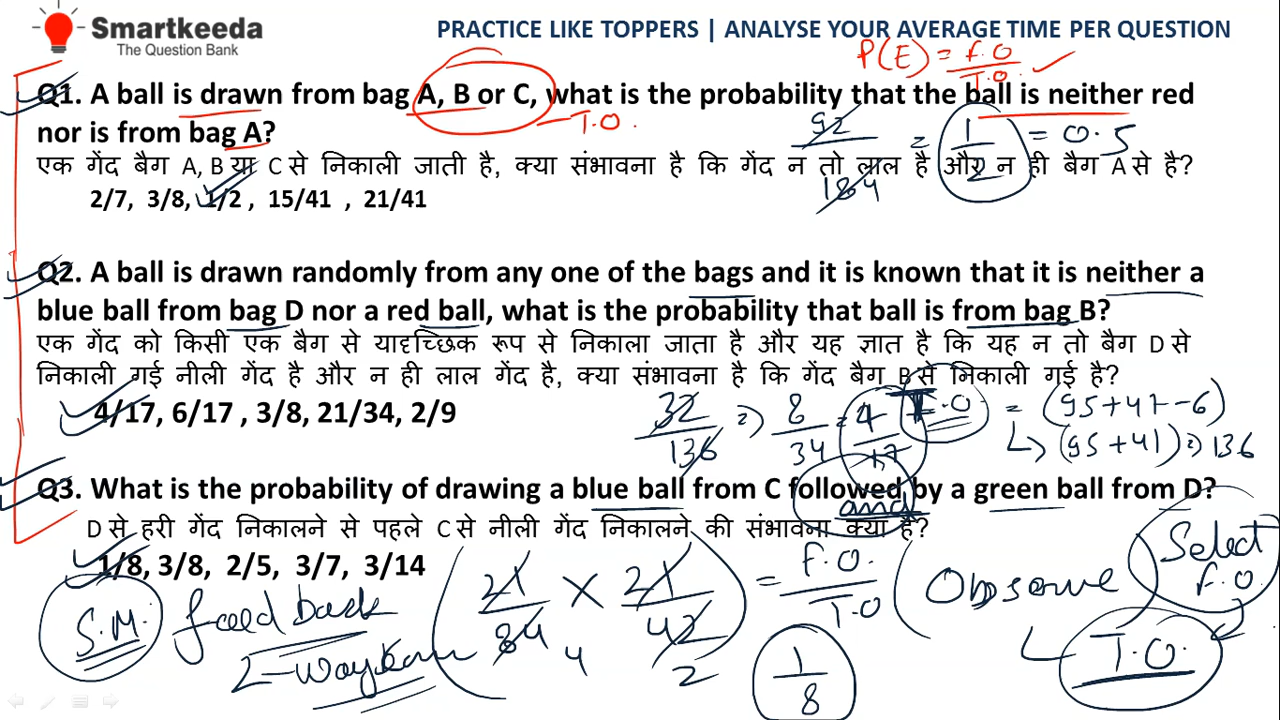 Smartkeeda
The Question Bank
PRACTICE LIKE TOPPERS | ANALYSE YOUR AVERAGE TIME PER QUESTION
P(E) = f.O / T.O
Q1. A ball is drawn from bag A, B or C, what is the probability that the ball is neither red
nor is from bag A?
T.O.
92 / 184 = 1/2 = 0.5
एक गेंद बैग A, B या C से निकाली जाती है, क्या संभावना है कि गेंद न तो लाल है और न ही बैग A से है?
2/7, 3/8, 1/2 , 15/41 , 21/41
Q2. A ball is drawn randomly from any one of the bags and it is known that it is neither a
blue ball from bag D nor a red ball, what is the probability that ball is from bag B?
एक गेंद को किसी एक बैग से यादृच्छिक रूप से निकाला जाता है और यह ज्ञात है कि यह न तो बैग D से
निकाली गई नीली गेंद है और न ही लाल गेंद है, क्या संभावना है कि गेंद बैग B से निकाली गई है?
4/17, 6/17 , 3/8, 21/34, 2/9
32/136 => 8/34 = 4/17
T.O = (95+47-6)
↳ (95+41) => 136
Q3. What is the probability of drawing a blue ball from C followed by a green ball from D?
and
D से हरी गेंद निकालने से पहले C से नीली गेंद निकालने की संभावना क्या है?
1/8, 3/8, 2/5, 3/7, 3/14
S.M.
feed back
(21/84 × 21/42) = f.O. / T.O
4
2
1/8
(Observe
Select
f.O.
T.O.